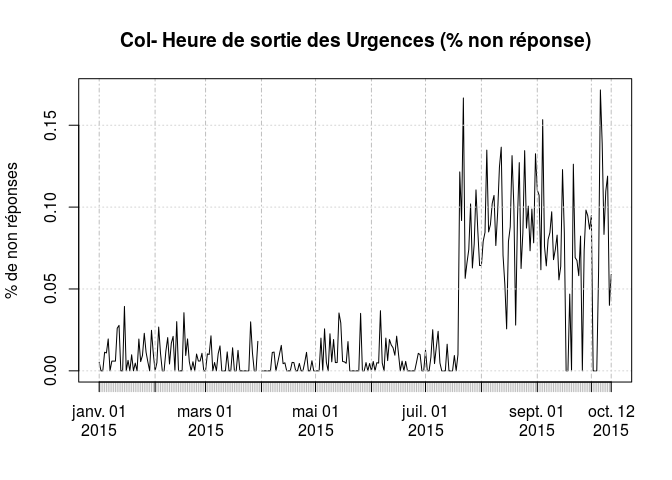 Col- Heure de sortie des Urgences (% non réponse)
% de non réponses
0.15
0.10
0.05
0.00
janv. 01 mars 01 mai 01 juil. 01 sept. 01 oct. 12
2015 2015 2015 2015 2015 2015